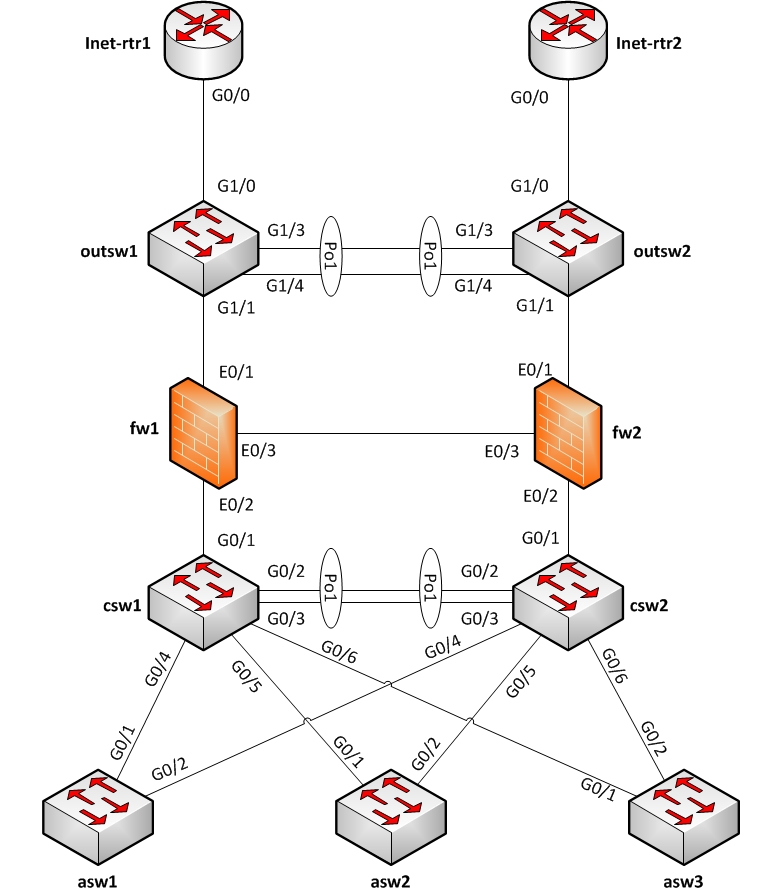 Inet-rtr1
Inet-rtr2
G0/0
G0/0
G1/0
G1/0
G1/3
Po1
Po1
G1/3
outsw1
outsw2
G1/4
G1/4
G1/1
G1/1
E0/1
E0/1
fw1
fw2
E0/3
E0/3
E0/2
E0/2
G0/1
G0/1
G0/2
Po1
Po1
G0/2
csw1
csw2
G0/3
G0/3
G0/4
G0/5
G0/6
G0/4
G0/5
G0/6
G0/1
G0/2
G0/1
G0/2
G0/1
G0/2
asw1
asw2
asw3